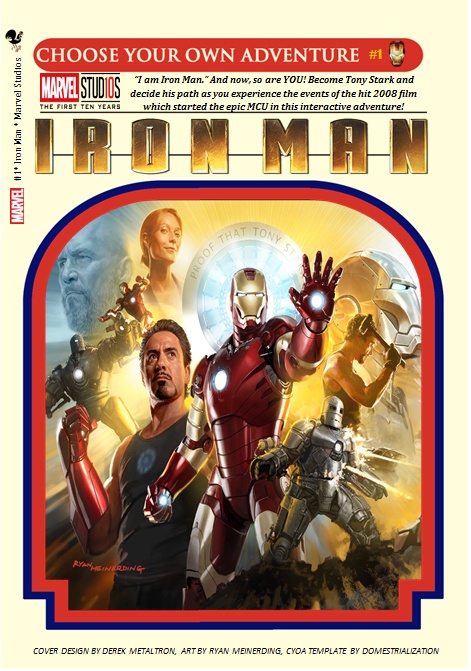 CHOOSE YOUR OWN ADVENTURE #1
MARVEL STUDIOS
THE FIRST TEN YEARS
"I am Iron Man." And now, so are YOU! Become Tony Stark and
decide his path as you experience the events of the hit 2008 film
which started the epic MCU in this interactive adventure!
IRON MAN
#1* Iron Man * Marvel Studios
MARVEL
PROOF THAT TONY ST
RYAN
MEINERDING
COVER DESIGN BY DEREK METALTRON, ART BY RYAN MEINERDING, CYOA TEMPLATE BY DOMESTRIALIZATION